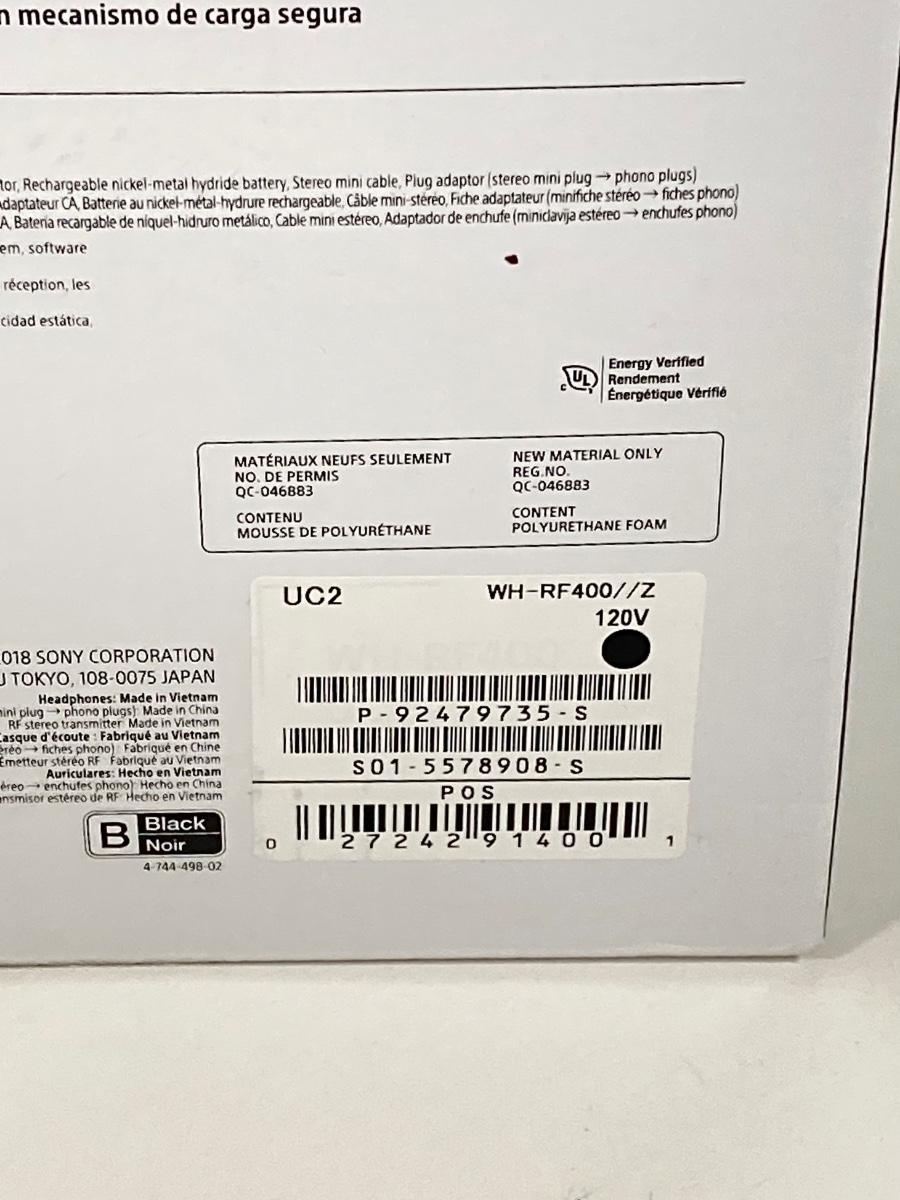 mecanismo de carga segura
Rechargeable nickel-metal hydride battery, Stereo mini cable, Plug adaptor (stereo mini plug → phono plugs)
Adaptateur CA, Batterie au nickel-métal-hydrure rechargeable, Câble mini-stéréo, Fiche adaptateur (minifiche stéréo → fiches phono)
Batería recargable de níquel-hidruro metálico, Cable mini estéreo, Adaptador de enchufe (miniclavija estéreo → enchufes phono)
software
réception, les
estática,
Energy Verified
Rendement
Énergétique Vérifié
c UL
MATÉRIAUX NEUFS SEULEMENT
NO. DE PERMIS
QC-046883
CONTENU
MOUSSE DE POLYURÉTHANE
NEW MATERIAL ONLY
REG.NO.
QC-046883
CONTENT
POLYURETHANE FOAM
018 SONY CORPORATION
TOKYO, 108-0075 JAPAN
Headphones: Made in Vietnam
plug → phono plugs): Made in China
RF stereo transmitter: Made in Vietnam
Casque d'écoute : Fabriqué au Vietnam
→ fiches phono): Fabriqué en Chine
Émetteur stéréo RF : Fabriqué au Vietnam
Auriculares: Hecho en Vietnam
→ enchufes phono): Hecho en China
estéreo de RF: Hecho en Vietnam
B Black
Noir
4-744-498-02
UC2
WH-RF400//Z
120V
P-92479735-S
S01-5578908-S
POS
0 27242 91400 1